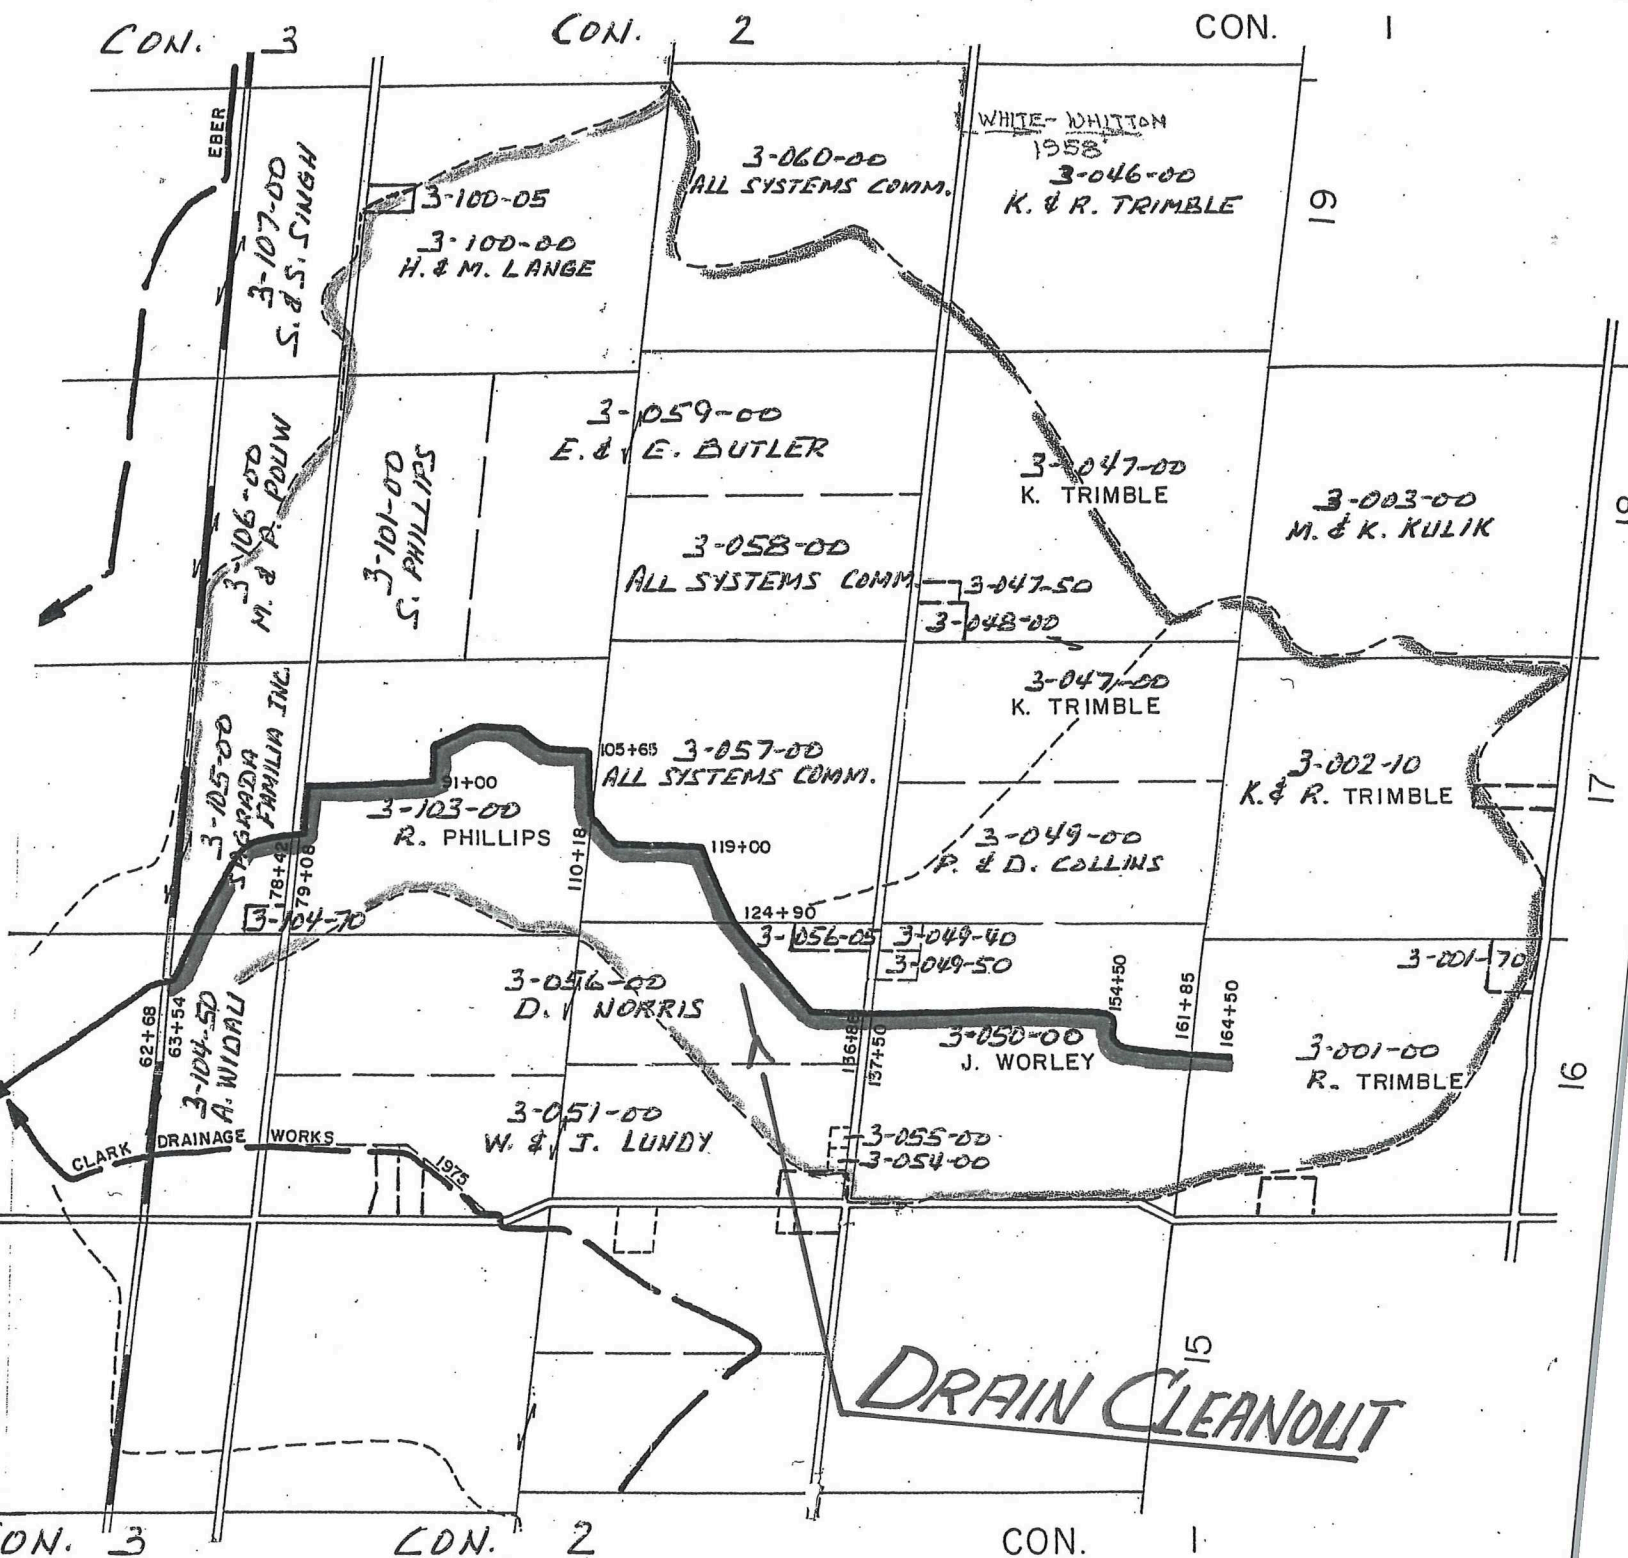 CON. 3
CON. 2
CON. 1
EBER
WHITE-WHITTON
1958
3-107-00
S. & S. SINGH
3-100-05
3-100-00
H. & M. LANGE
3-060-00
ALL SYSTEMS COMM.
3-046-00
K. & R. TRIMBLE
19
3-106-00
M. & P. POUW
3-101-00
S. PHILLIPS
3-059-00
E. & E. BUTLER
3-058-00
ALL SYSTEMS COMM.
3-047-00
K. TRIMBLE
3-047-50
3-048-00
3-003-00
M. & K. KULIK
18
3-105-00
SAGRADA
FAMILIA INC.
91+00
3-103-00
R. PHILLIPS
105+65
3-057-00
ALL SYSTEMS COMM.
3-047-00
K. TRIMBLE
3-002-10
K. & R. TRIMBLE
17
178+42
79+08
110+18
119+00
3-049-00
P. & D. COLLINS
3-104-70
124+90
3-056-05
3-049-40
3-049-50
3-001-70
62+68
63+54
3-104-50
A. WIDALI
3-056-00
D. NORRIS
136+86
137+50
3-050-00
J. WORLEY
154+50
161+85
164+50
3-001-00
R. TRIMBLE
16
3-051-00
W. & J. LUNDY
3-055-00
3-054-00
CLARK DRAINAGE WORKS
1975
15
DRAIN CLEANOUT
CON. 3
CON. 2
CON. 1